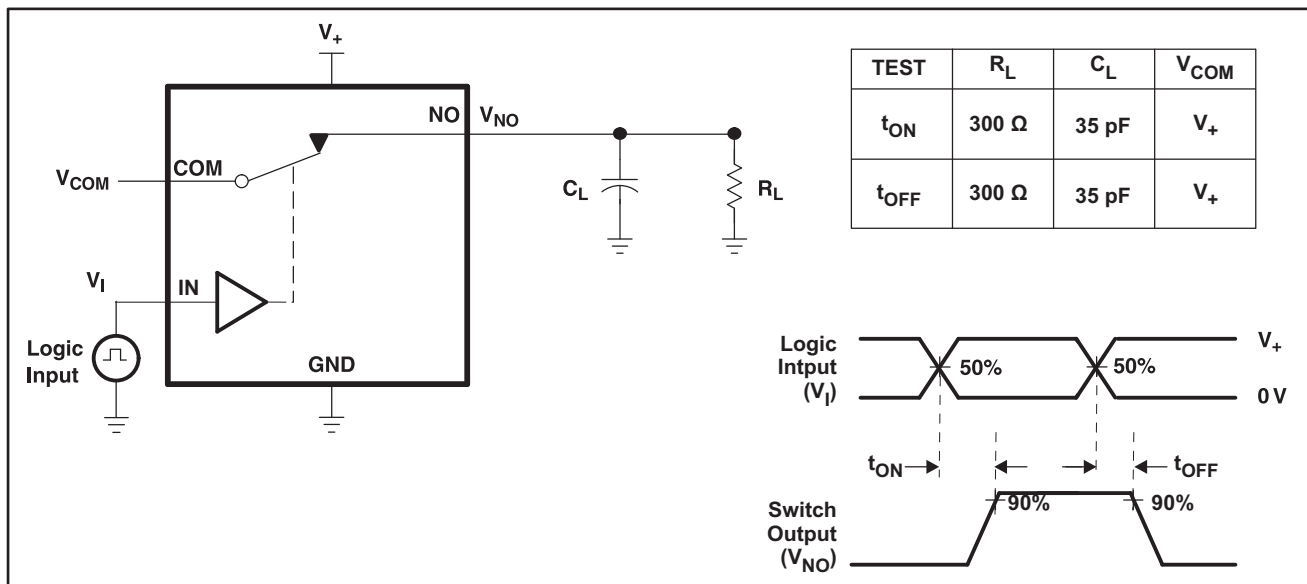 V+
NO VNO
COM
VCOM
CL
RL
VI
IN
Logic
Input
GND
TEST RL CL VCOM
tON 300 Ω 35 pF V+
tOFF 300 Ω 35 pF V+
Logic
Intput
(VI)
50%
50%
V+
0 V
tON
tOFF
Switch
Output
(VNO)
90%
90%